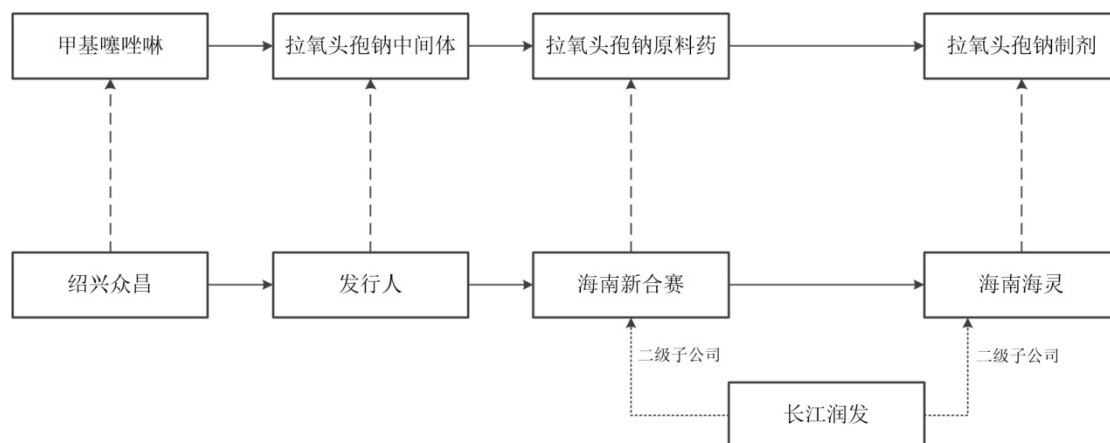 甲基噻唑啉
拉氧头孢钠中间体
拉氧头孢钠原料药
拉氧头孢钠制剂
绍兴众昌
发行人
海南新合赛
海南海灵
二级子公司
二级子公司
长江润发